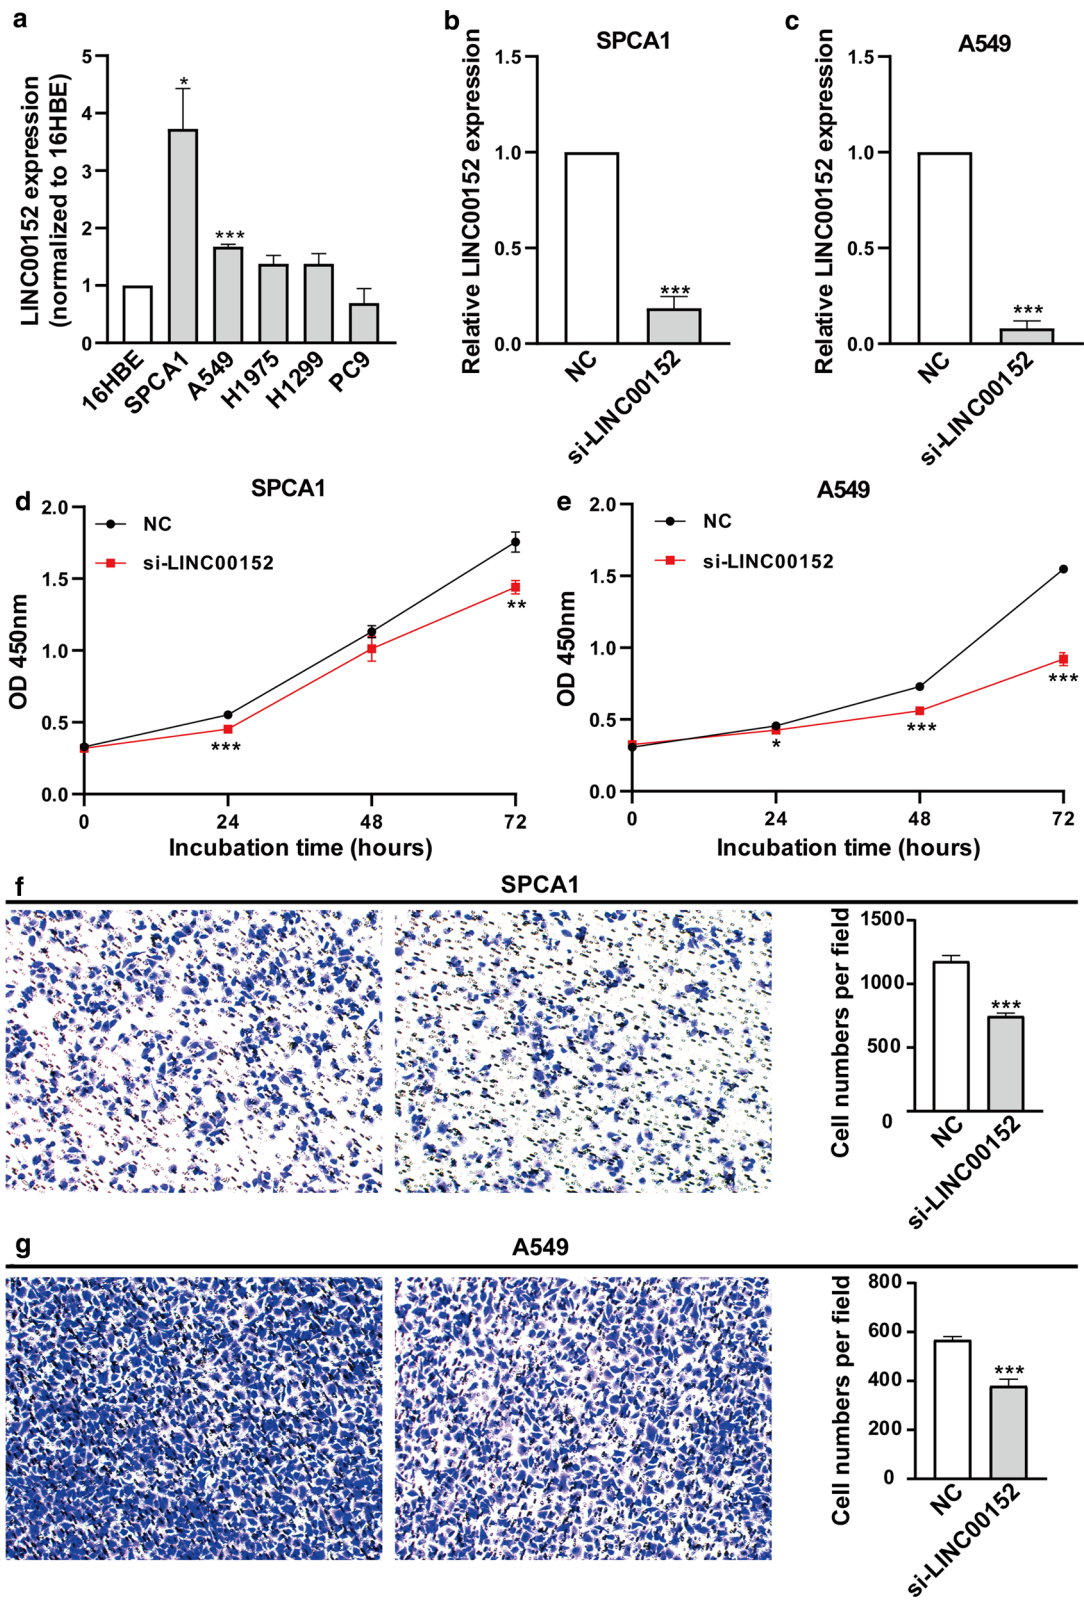 a
LINC00152 expression
(normalized to 16HBE)
5
4
3
2
1
0
*
***
16HBE
SPCA1
A549
H1975
H1299
PC9
b
SPCA1
Relative LINC00152 expression
1.5
1.0
0.5
0.0
***
NC
si-LINC00152
c
A549
Relative LINC00152 expression
1.5
1.0
0.5
0.0
***
NC
si-LINC00152
d
SPCA1
OD 450nm
2.0
1.5
1.0
0.5
0.0
NC
si-LINC00152
***
**
0
24
48
72
Incubation time (hours)
e
A549
OD 450nm
2.0
1.5
1.0
0.5
0.0
NC
si-LINC00152
*
***
***
0
24
48
72
Incubation time (hours)
f
SPCA1
Cell numbers per field
1500
1000
500
0
***
NC
si-LINC00152
g
A549
Cell numbers per field
800
600
400
200
0
***
NC
si-LINC00152